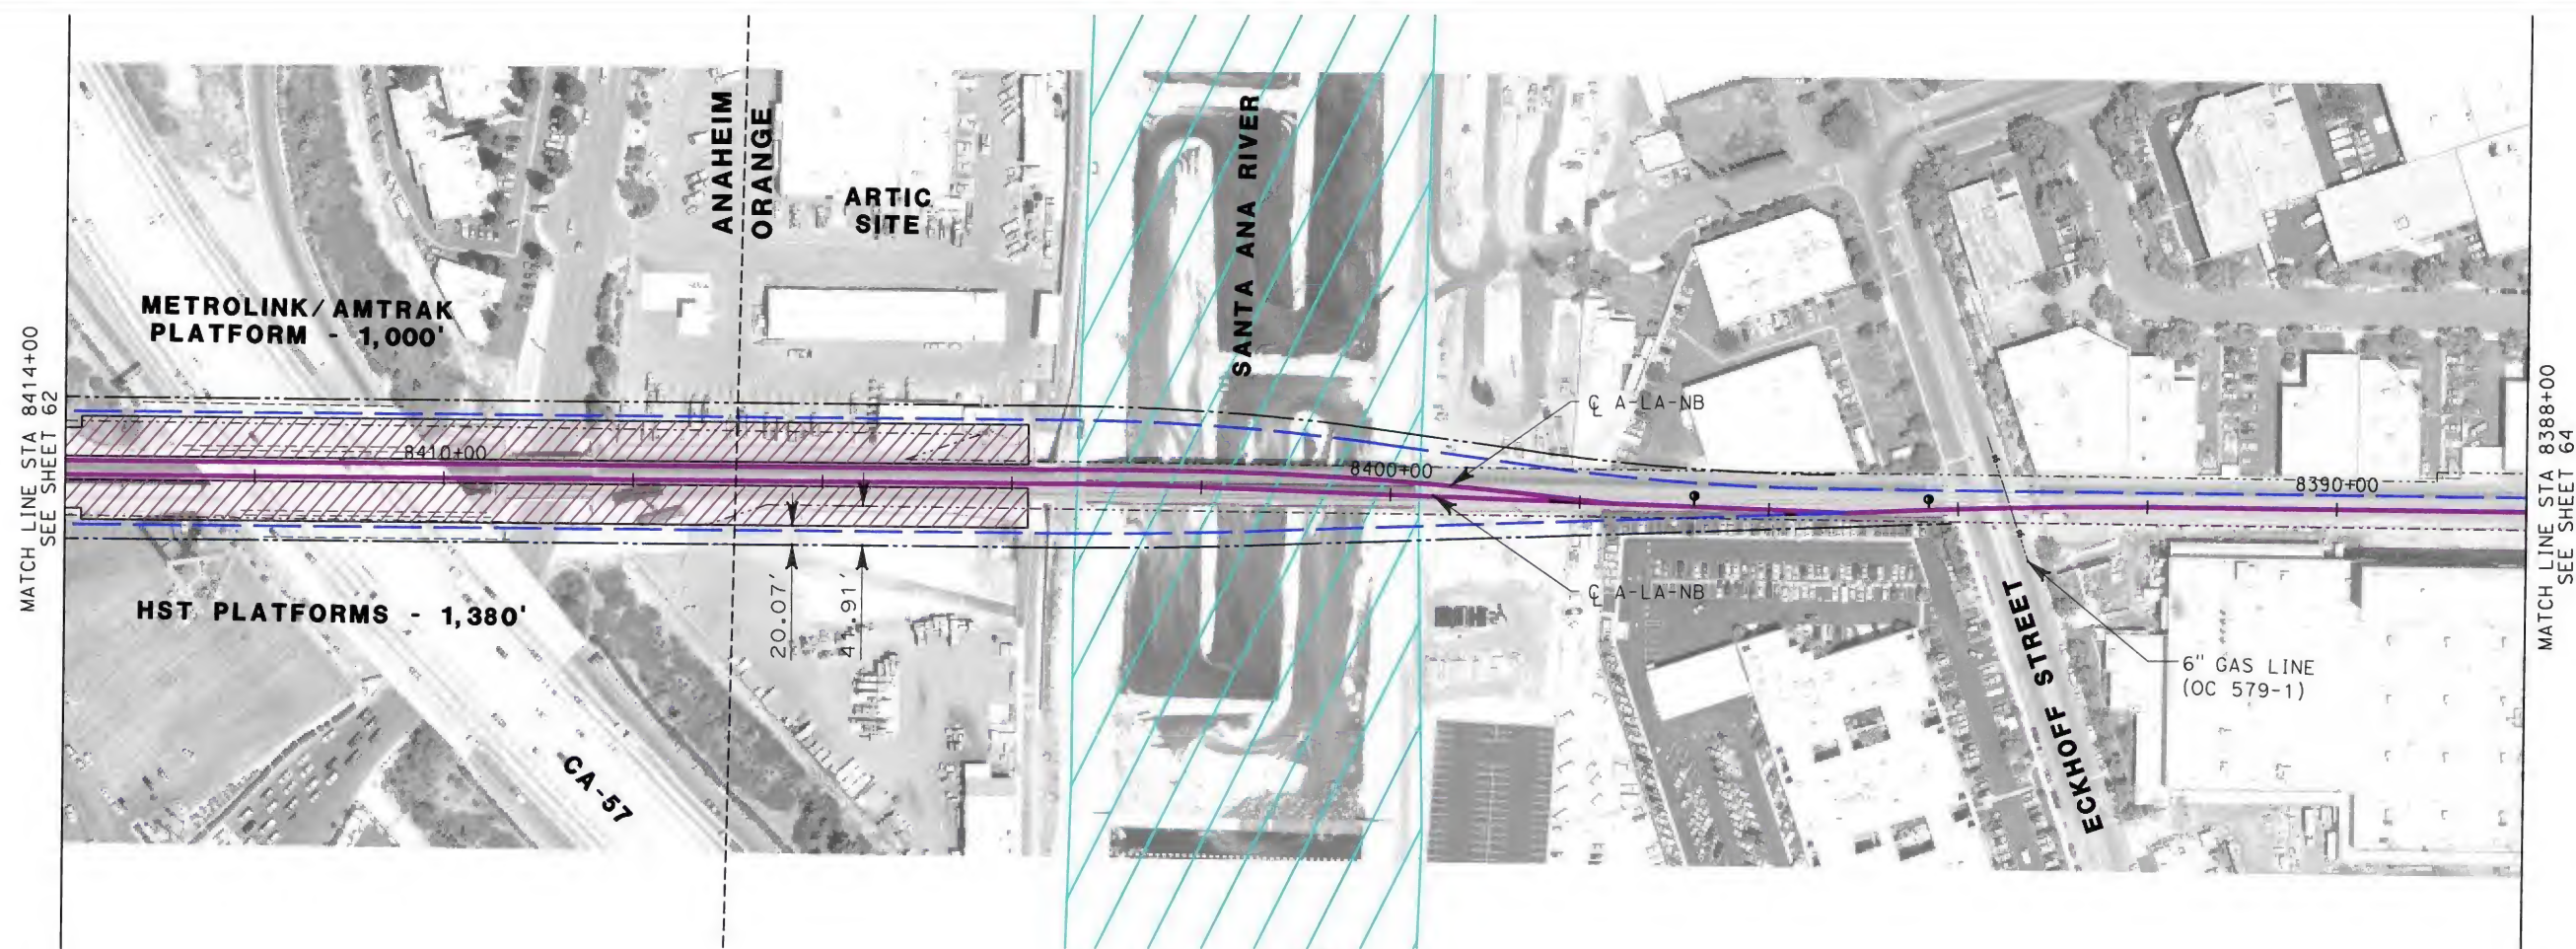 MATCH LINE STA 8414+00
SEE SHEET 62
METROLINK/AMTRAK
PLATFORM - 1,000'
ANAHEIM
ORANGE
ARTIC
SITE
SANTA ANA RIVER
8410+00
8400+00
8390+00
℄ A-LA-NB
℄ A-LA-NB
HST PLATFORMS - 1,380'
20.07'
CA-57
ECKHOFF STREET
6" GAS LINE
(OC 579-1)
MATCH LINE STA 8388+00
SEE SHEET 64